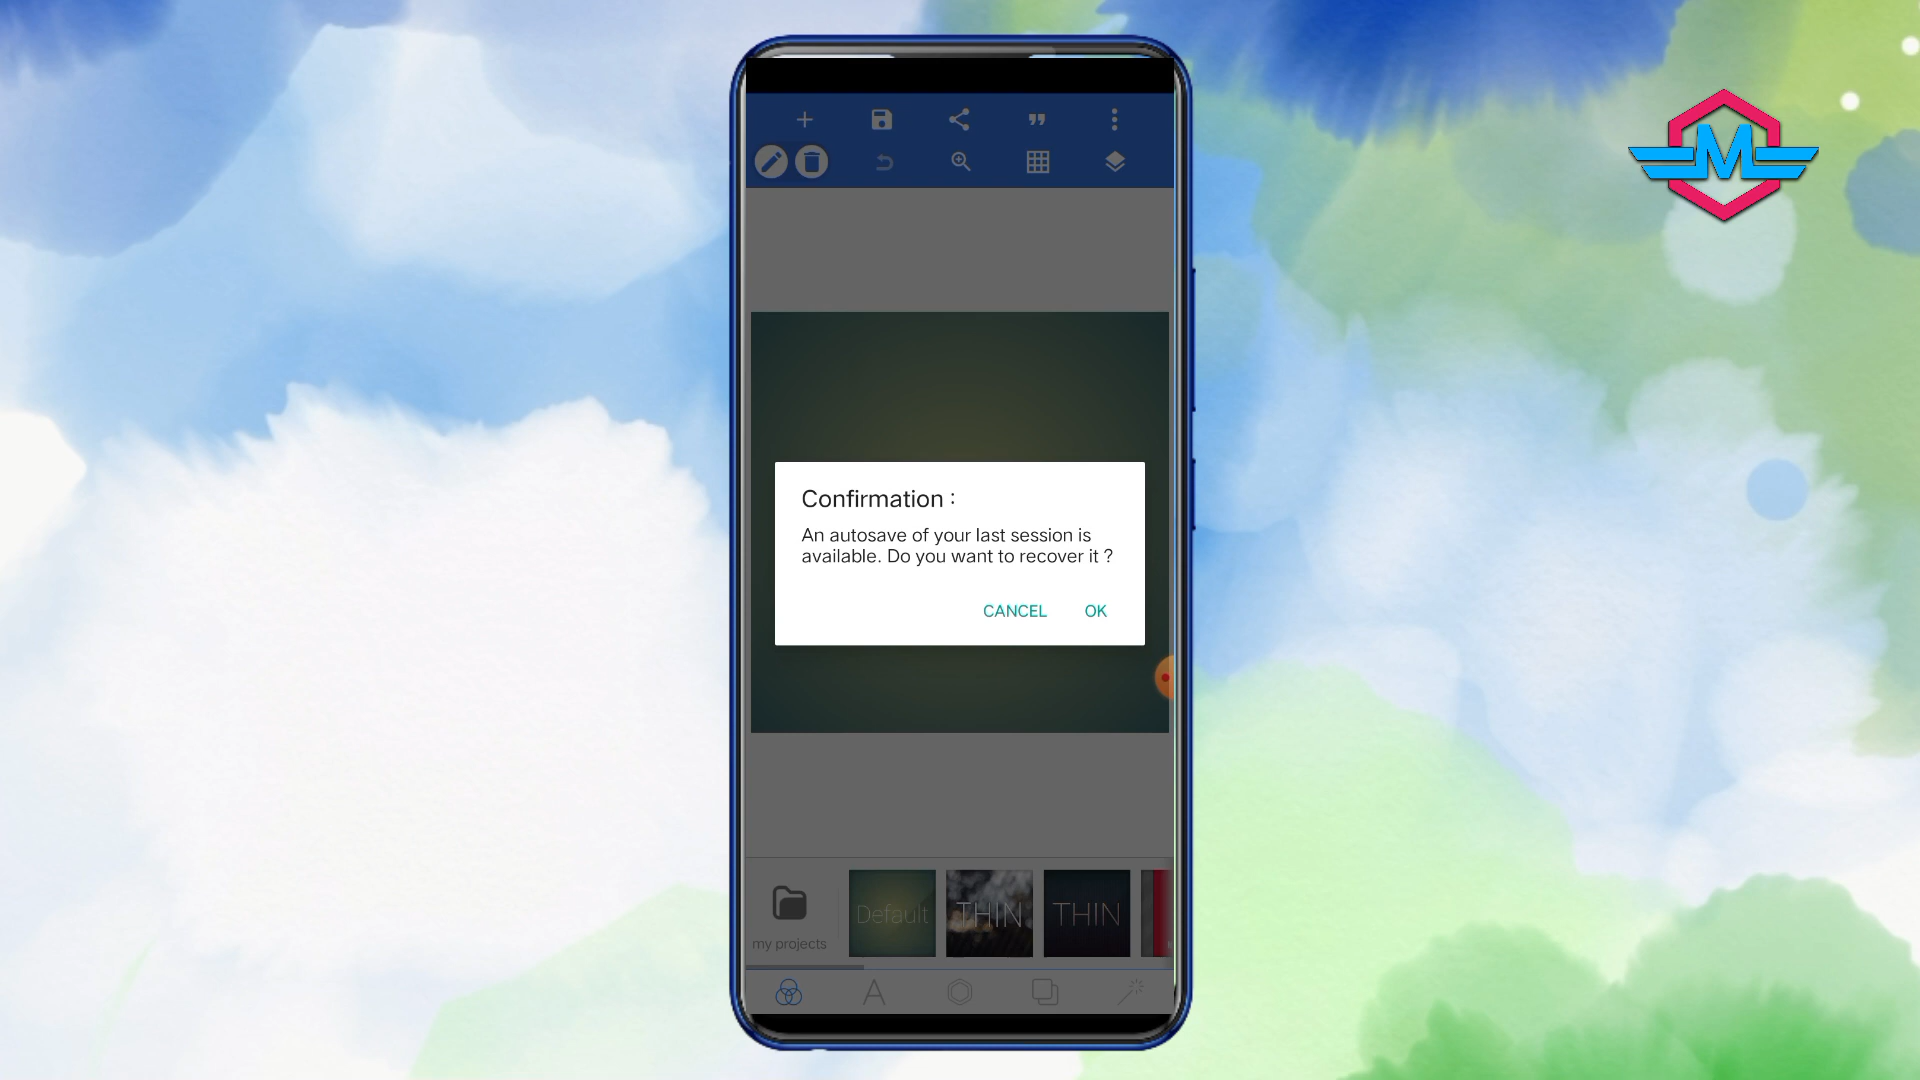 M
Confirmation :
An autosave of your last session is
available. Do you want to recover it ?
CANCEL OK
my projects
Default
THIN
THIN
A